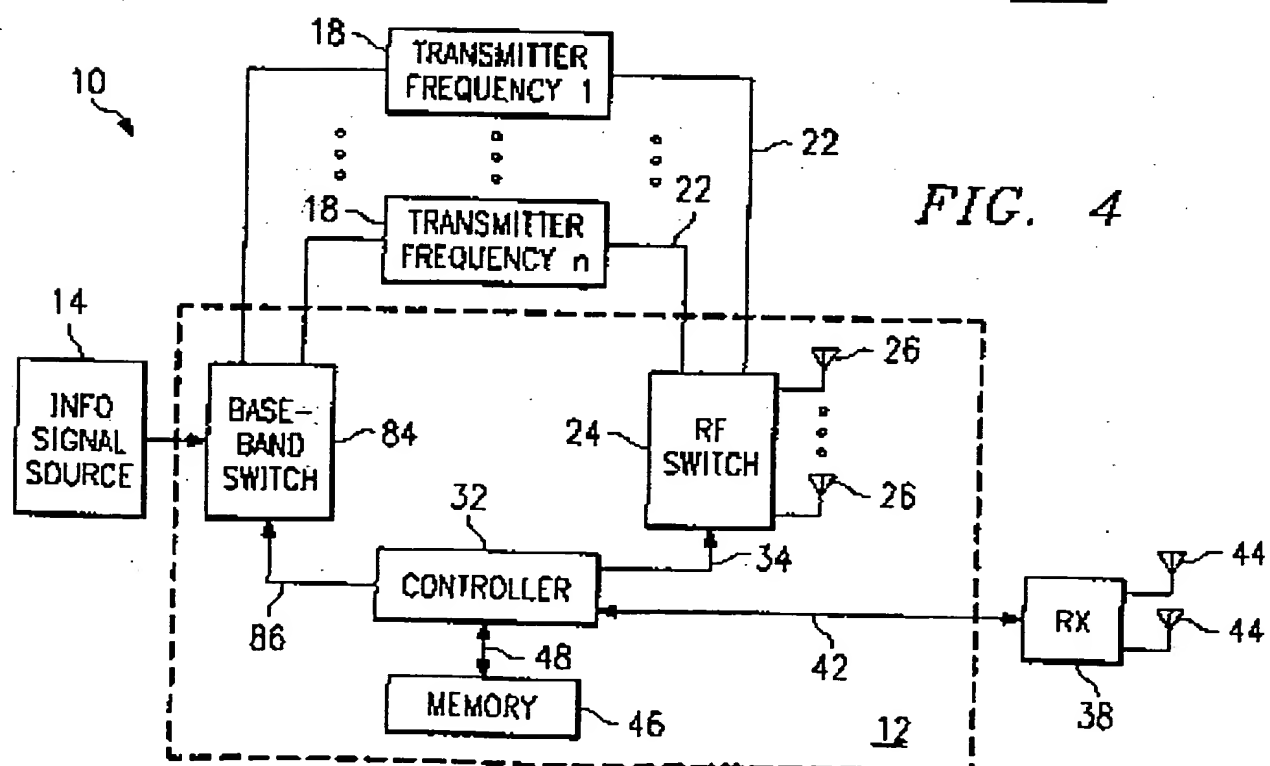 18
TRANSMITTER
FREQUENCY 1
10
22
18
TRANSMITTER
FREQUENCY n
22
FIG. 4
14
INFO
SIGNAL
SOURCE
BASE-
BAND
SWITCH
84
24
RF
SWITCH
26
26
32
CONTROLLER
34
86
42
48
MEMORY
46
12
RX
44
44
38